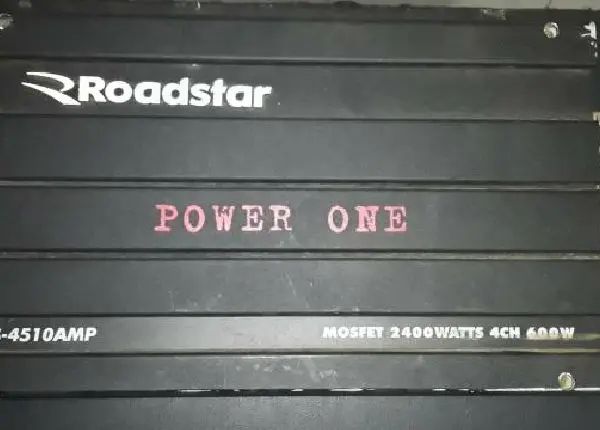 Roadstar
POWER ONE
-4510AMP
MOSFET 2400WATTS 4CH 600W